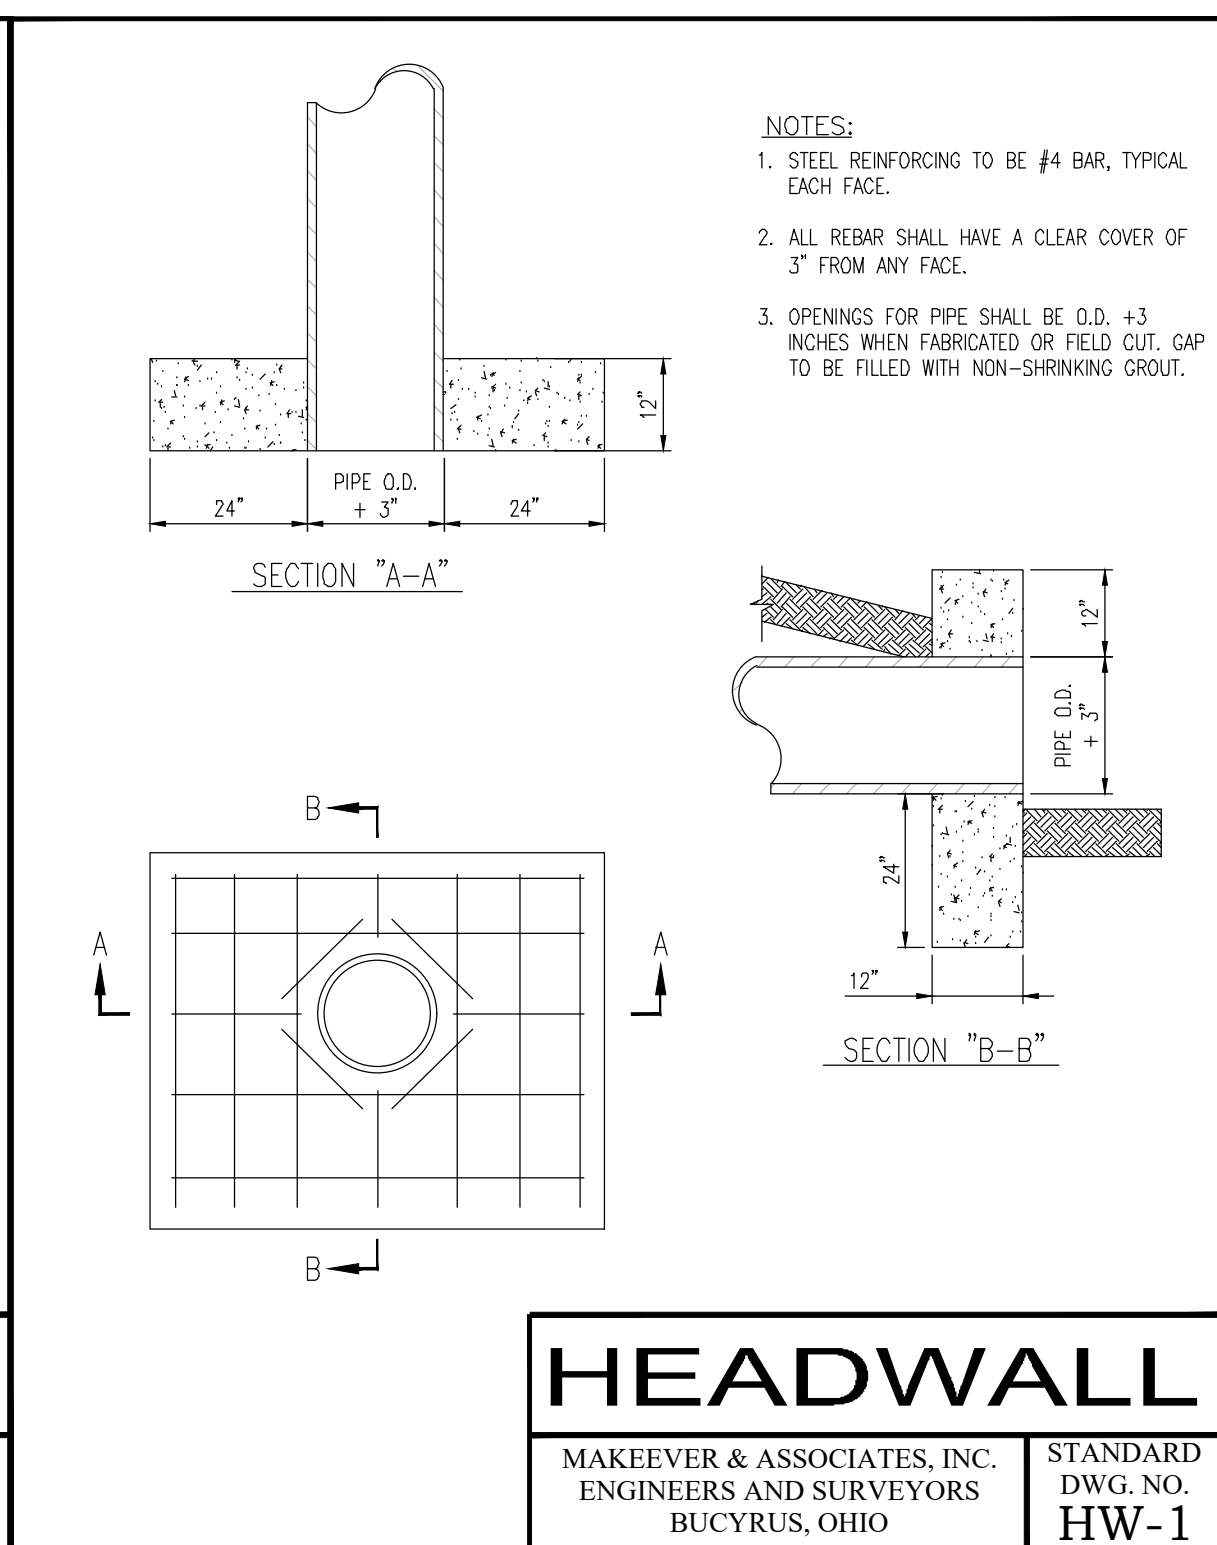 NOTES:
1. STEEL REINFORCING TO BE #4 BAR, TYPICAL
EACH FACE.
2. ALL REBAR SHALL HAVE A CLEAR COVER OF
3" FROM ANY FACE.
3. OPENINGS FOR PIPE SHALL BE O.D. +3
INCHES WHEN FABRICATED OR FIELD CUT. GAP
TO BE FILLED WITH NON-SHRINKING GROUT.
12"
PIPE O.D.
+ 3"
24"
24"
SECTION "A-A"
12"
PIPE O.D.
+ 3"
24"
12"
SECTION "B-B"
B
A
A
B
HEADWALL
MAKEEVER & ASSOCIATES, INC.
ENGINEERS AND SURVEYORS
BUCYRUS, OHIO
STANDARD
DWG. NO.
HW-1